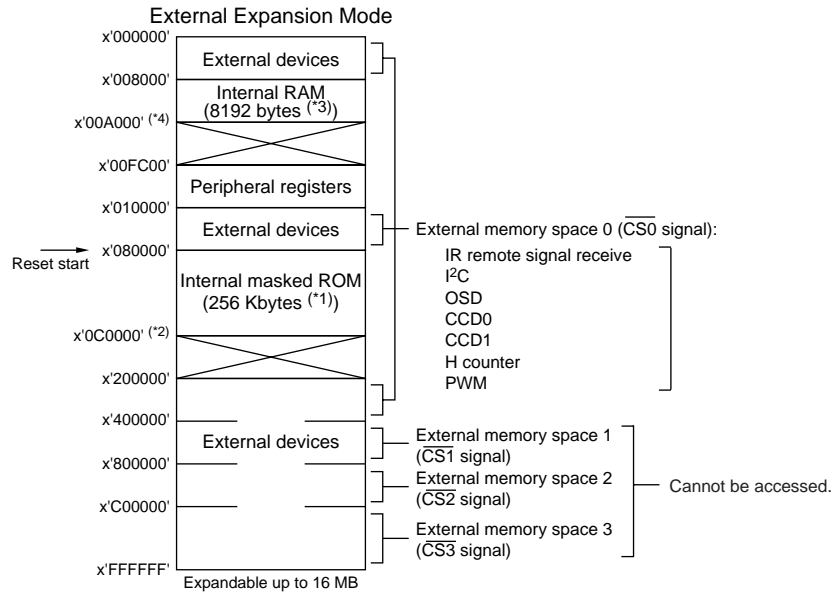 External Expansion Mode
x'000000'
External devices
x'008000'
Internal RAM
(8192 bytes (*3))
x'00A000' (*4)
x'00FC00'
Peripheral registers
x'010000'
External devices
External memory space 0 (CS0 signal):
x'080000'
Reset start
IR remote signal receive
I2C
OSD
CCD0
CCD1
H counter
PWM
Internal masked ROM
(256 Kbytes (*1))
x'0C0000' (*2)
x'200000'
x'400000'
External devices
External memory space 1
(CS1 signal)
x'800000'
External memory space 2
(CS2 signal)
Cannot be accessed.
x'C00000'
External memory space 3
(CS3 signal)
x'FFFFFF'
Expandable up to 16 MB